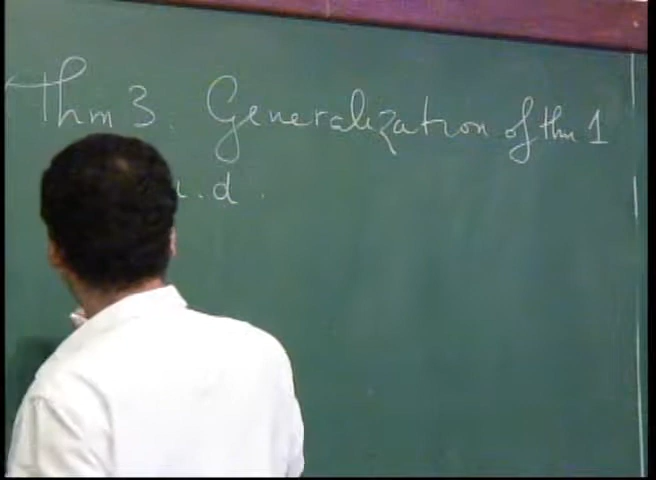 Thm 3. Generalization of thm 1
.d.